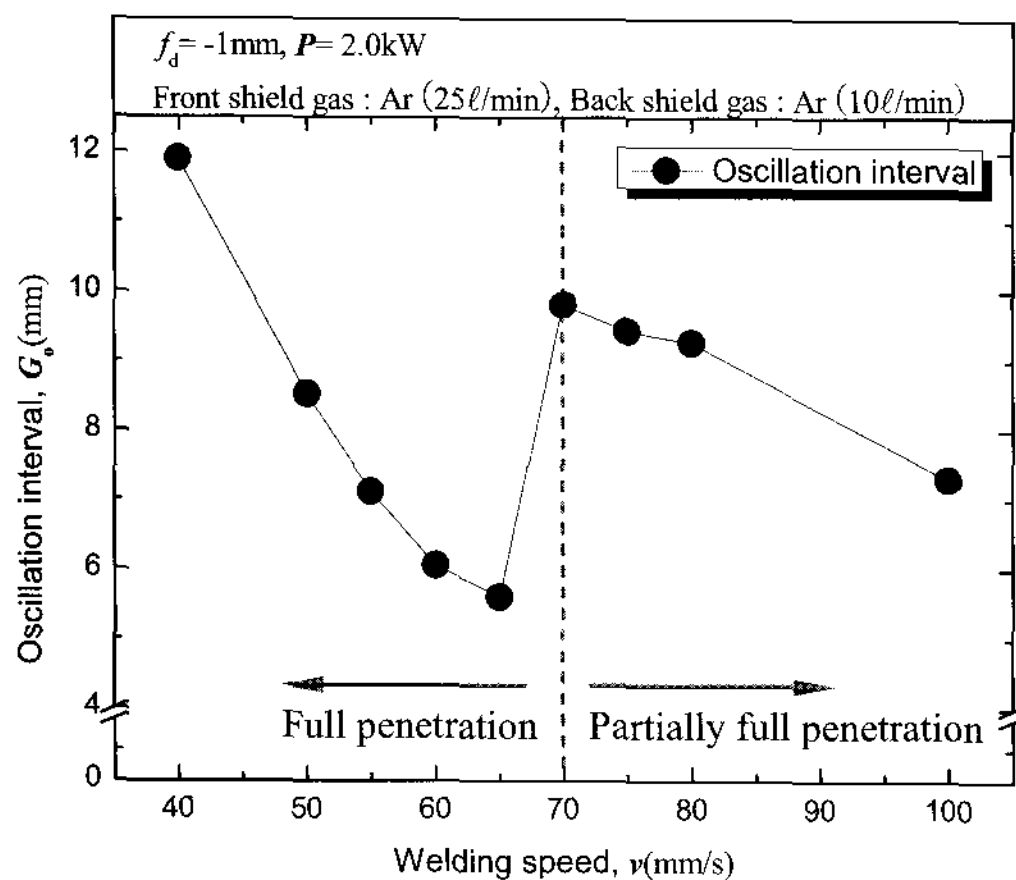 f_d= -1mm, P= 2.0kW
Front shield gas : Ar (25ℓ/min), Back shield gas : Ar (10ℓ/min)
Oscillation interval
12
10
8
6
4
0
Oscillation interval, G_o(mm)
Full penetration
Partially full penetration
40 50 60 70 80 90 100
Welding speed, v(mm/s)